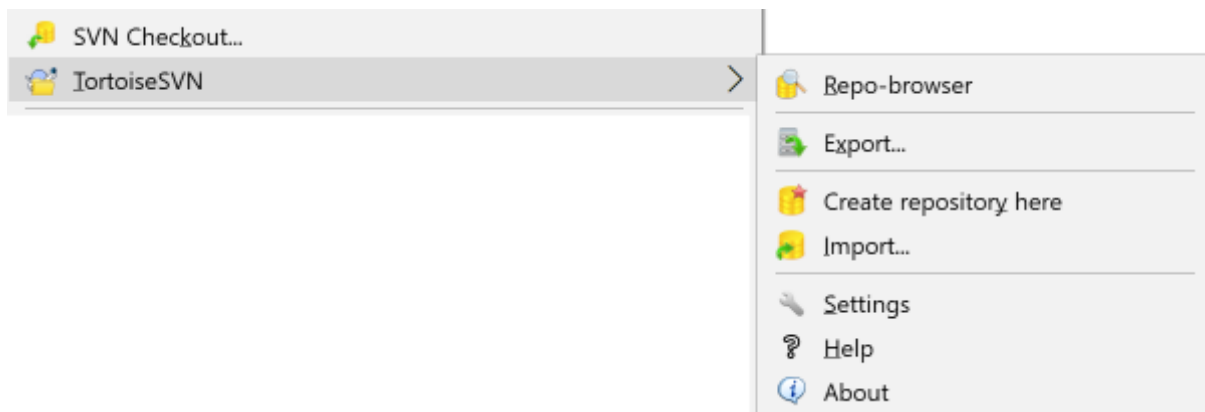 SVN Checkout...
TortoiseSVN
Repo-browser
Export...
Create repository here
Import...
Settings
Help
About